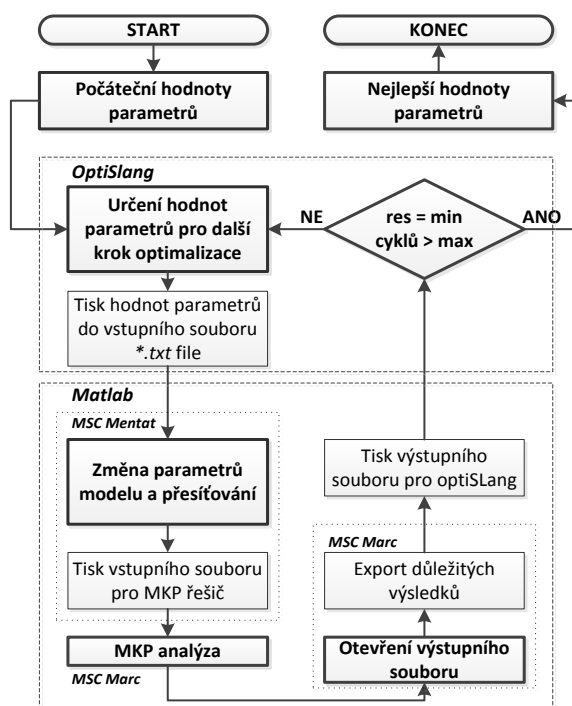 START
KONEC
Počáteční hodnoty
parametrů
Nejlepší hodnoty
parametrů
OptiSlang
Určení hodnot
parametrů pro další
krok optimalizace
NE
res = min
cyklů > max
ANO
Tisk hodnot parametrů
do vstupního souboru
*.txt file
Matlab
MSC Mentat
Změna parametrů
modelu a přesíťování
Tisk vstupního souboru
pro MKP řešič
MKP analýza
MSC Marc
Tisk výstupního
souboru pro optiSLang
MSC Marc
Export důležitých
výsledků
Otevření výstupního
souboru